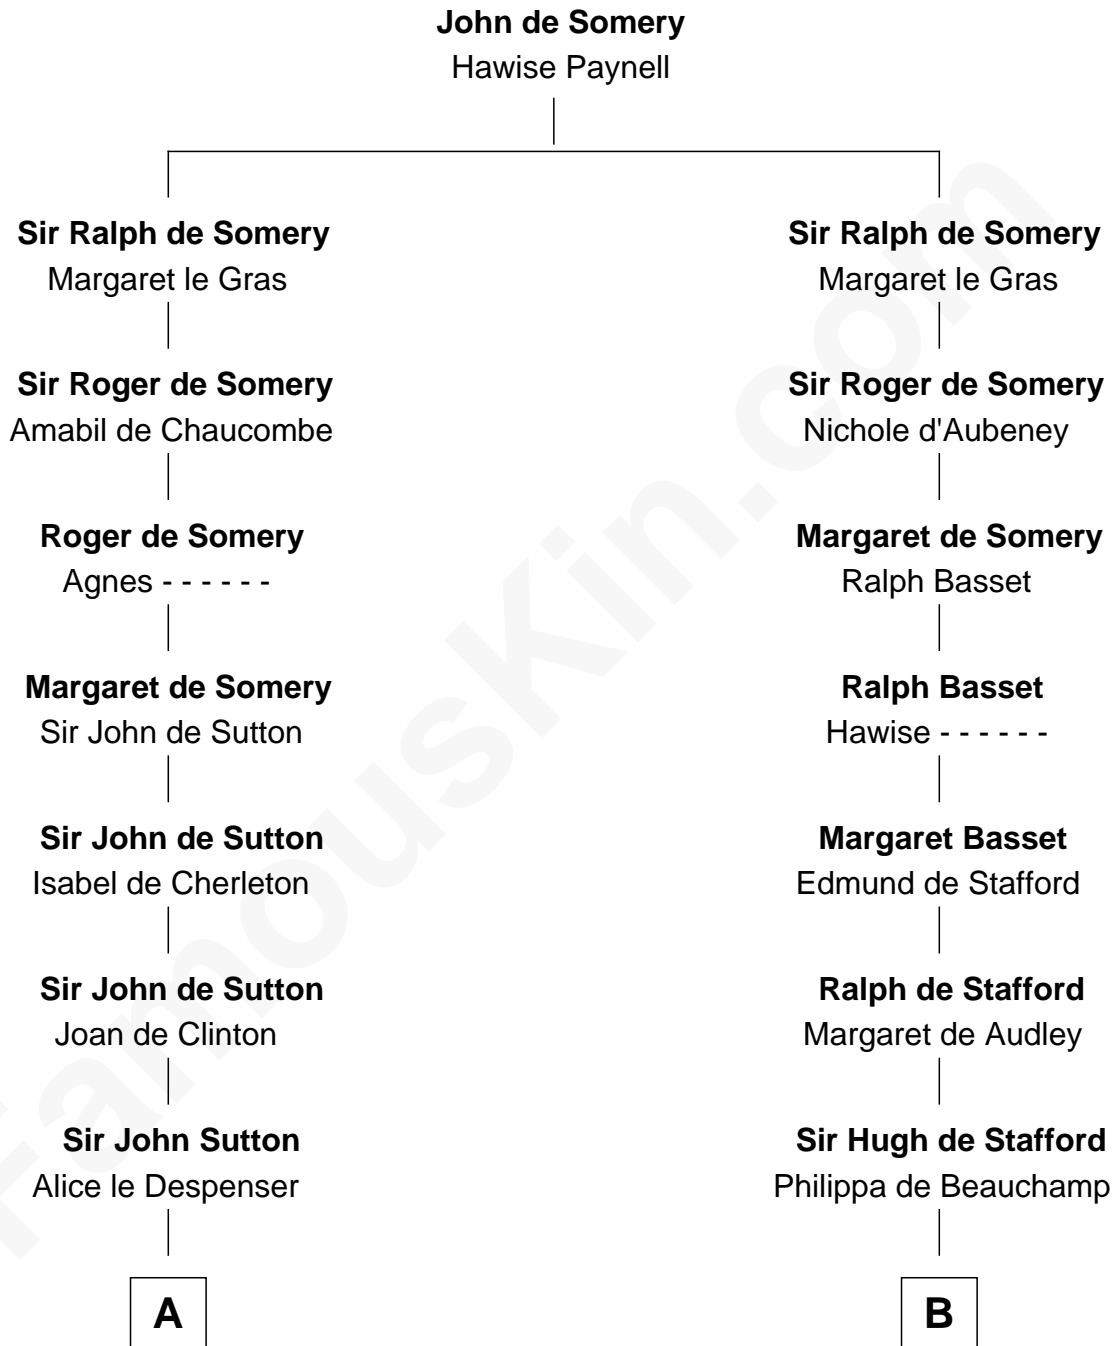 John de Somery
Hawise Paynell
Sir Ralph de Somery
Margaret le Gras
Sir Ralph de Somery
Margaret le Gras
Sir Roger de Somery
Amabil de Chaucombe
Sir Roger de Somery
Nichole d'Aubeney
Roger de Somery
Agnes - - - - - -
Margaret de Somery
Ralph Basset
Margaret de Somery
Sir John de Sutton
Ralph Basset
Hawise - - - - - -
Sir John de Sutton
Isabel de Cherleton
Margaret Basset
Edmund de Stafford
Sir John de Sutton
Joan de Clinton
Ralph de Stafford
Margaret de Audley
Sir John Sutton
Alice le Despenser
Sir Hugh de Stafford
Philippa de Beauchamp
A
B
FamousKin.com